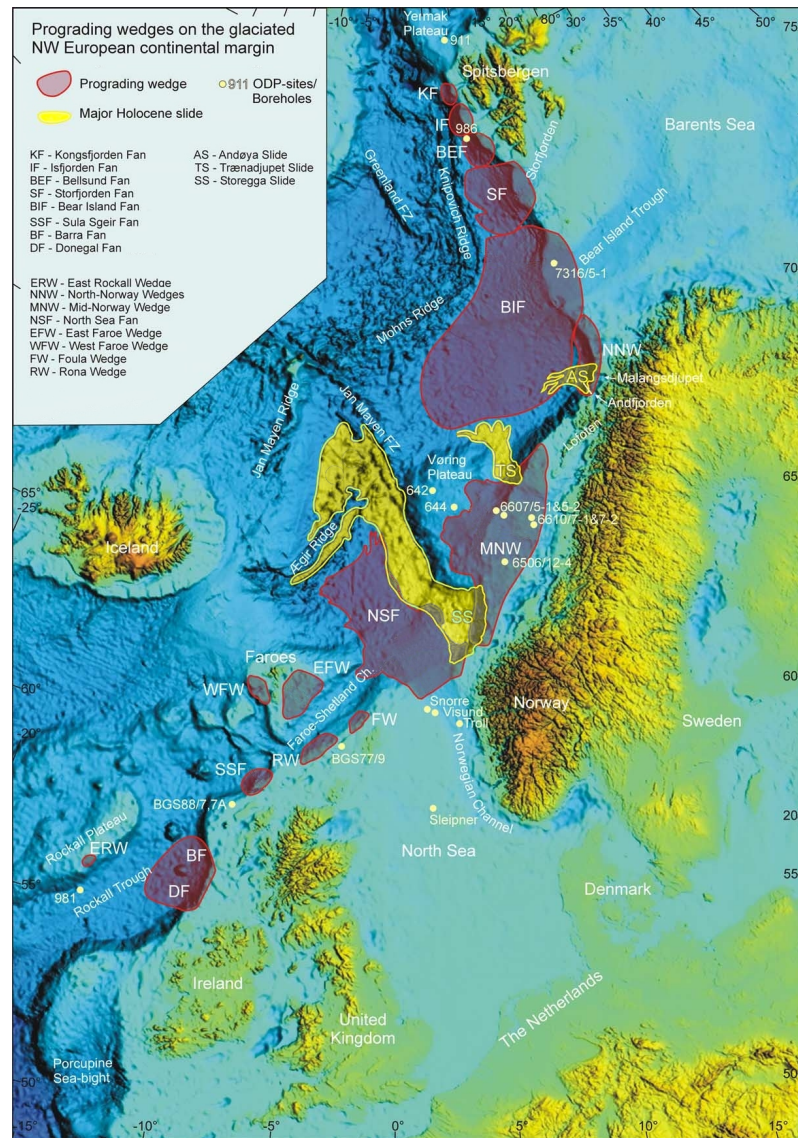 Prograding wedges on the glaciated
NW European continental margin
Prograding wedge
911 ODP-sites/
Boreholes
Major Holocene slide
KF - Kongsfjorden Fan
IF - Isfjorden Fan
BEF - Bellsund Fan
SF - Storfjorden Fan
BIF - Bear Island Fan
SSF - Sula Sgeir Fan
BF - Barra Fan
DF - Donegal Fan
AS - Andøya Slide
TS - Trænadjupet Slide
SS - Storegga Slide
ERW - East Rockall Wedge
NNW - North-Norway Wedges
MNW - Mid-Norway Wedge
NSF - North Sea Fan
EFW - East Faroe Wedge
WFW - West Faroe Wedge
FW - Foula Wedge
RW - Rona Wedge
-10° -5° 15° 20° 30° 80° 75°
Yermak
Plateau
911
Spitsbergen
KF
IF
986
BEF
Barents Sea
Greenland FZ
Knipovich Ridge
Storfjorden
SF
Bear Island Trough
70°
7316/5-1
BIF
Mohns Ridge
NNW
AS
Malangsdjupet
Andfjorden
Jan Mayen Ridge
Jan Mayen FZ
Lofoten
TS
Vøring
Plateau
65°
65°
-25°
642
644
6607/5-1&5-2
6610/7-1&7-2
Iceland
Ægir Ridge
MNW
6506/12-4
NSF
SS
Faroes
EFW
WFW
60°
60°
Faroe-Shetland Ch.
FW
Snorre
Visund
Troll
Norway
Sweden
-20°
RW
BGS77/9
SSF
Norwegian Channel
BGS88/7,7A
Sleipner
20°
Rockall Plateau
ERW
North Sea
BF
55°
55°
Rockall Trough
DF
981
Denmark
Ireland
The Netherlands
United
Kingdom
Porcupine
Sea-bight
50°
50°
-15° -10° -5° 0° 5° 10° 15°